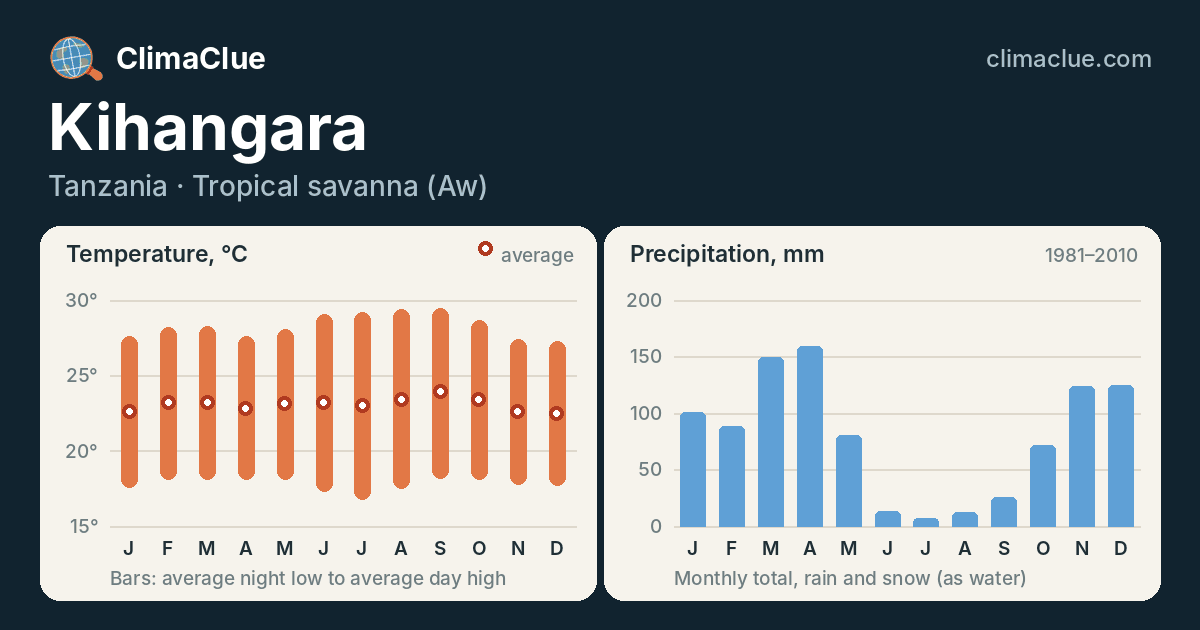 ClimaClue
climaclue.com
Kihangara
Tanzania · Tropical savanna (Aw)
Temperature, °C
average
30°
25°
20°
15°
J F M A M J J A S O N D
Bars: average night low to average day high
Precipitation, mm
1981–2010
200
150
100
50
0
J F M A M J J A S O N D
Monthly total, rain and snow (as water)